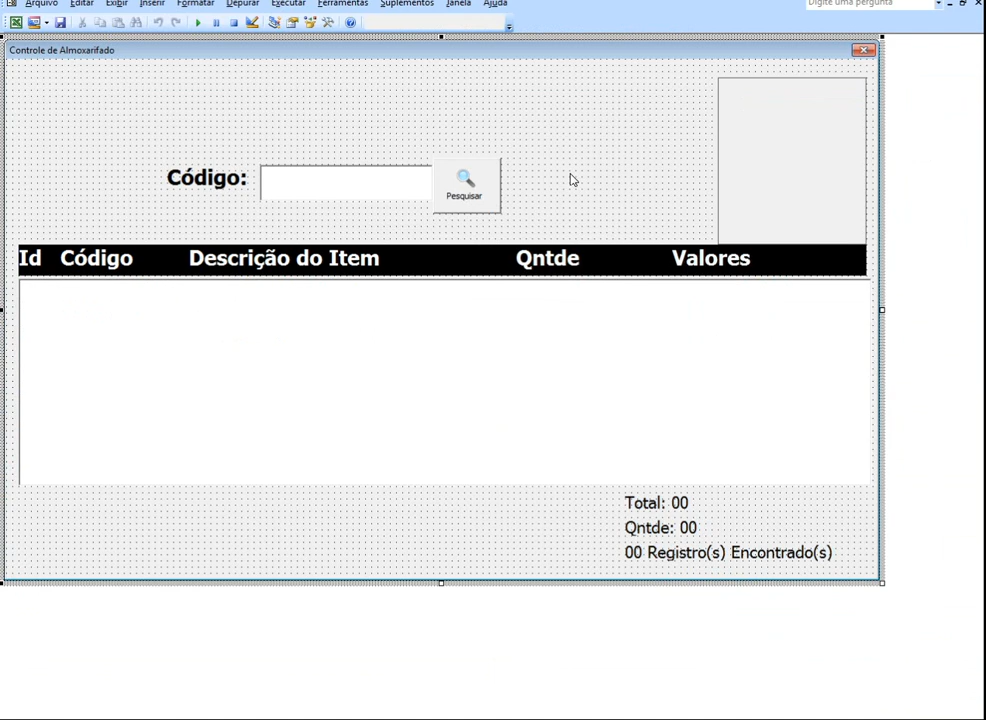 Arquivo Editar Exibir Inserir Formatar Depurar Executar Ferramentas Suplementos Janela Ajuda Digite uma pergunta
Controle de Almoxarifado
Código:
Pesquisar
Id Código Descrição do Item Qntde Valores
Total: 00
Qntde: 00
00 Registro(s) Encontrado(s)